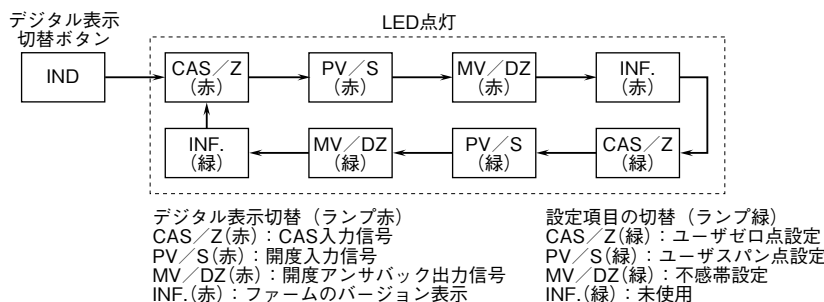 デジタル表示
切替ボタン
LED点灯
IND
CAS／Z
(赤)
PV／S
(赤)
MV／DZ
(赤)
INF.
(赤)
INF.
(緑)
MV／DZ
(緑)
PV／S
(緑)
CAS／Z
(緑)
デジタル表示切替（ランプ赤）
CAS／Z(赤)：CAS入力信号
PV／S(赤)：開度入力信号
MV／DZ(赤)：開度アンサバック出力信号
INF.(赤)：ファームのバージョン表示
設定項目の切替（ランプ緑）
CAS／Z(緑)：ユーザゼロ点設定
PV／S(緑)：ユーザスパン点設定
MV／DZ(緑)：不感帯設定
INF.(緑)：未使用